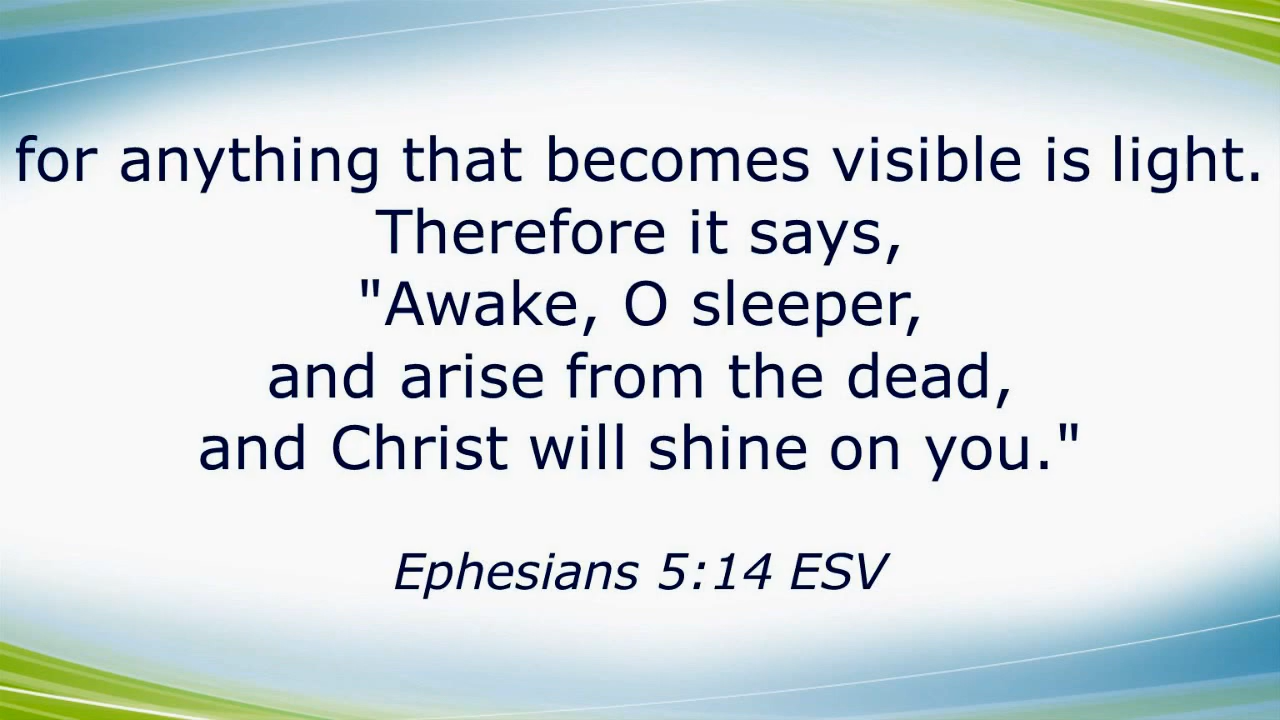 for anything that becomes visible is light.
Therefore it says,
"Awake, O sleeper,
and arise from the dead,
and Christ will shine on you."
Ephesians 5:14 ESV